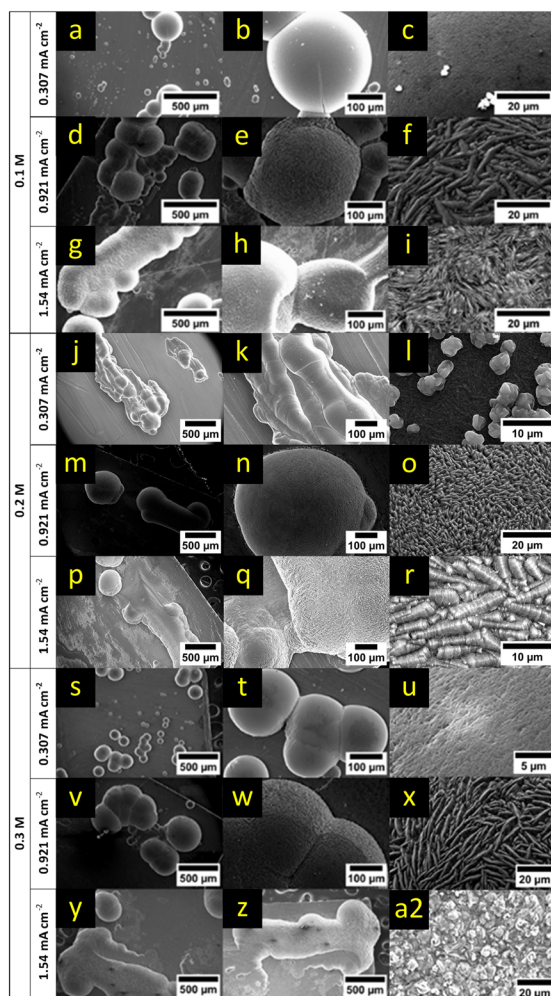 0.1 M
0.307 mA cm⁻²
a
500 µm
b
100 µm
c
20 µm
0.921 mA cm⁻²
d
500 µm
e
100 µm
f
20 µm
1.54 mA cm⁻²
g
500 µm
h
100 µm
i
20 µm
0.2 M
0.307 mA cm⁻²
j
500 µm
k
100 µm
l
10 µm
0.921 mA cm⁻²
m
500 µm
n
100 µm
o
20 µm
1.54 mA cm⁻²
p
500 µm
q
100 µm
r
10 µm
0.3 M
0.307 mA cm⁻²
s
500 µm
t
100 µm
u
5 µm
0.921 mA cm⁻²
v
500 µm
w
100 µm
x
20 µm
1.54 mA cm⁻²
y
500 µm
z
500 µm
a2
20 µm